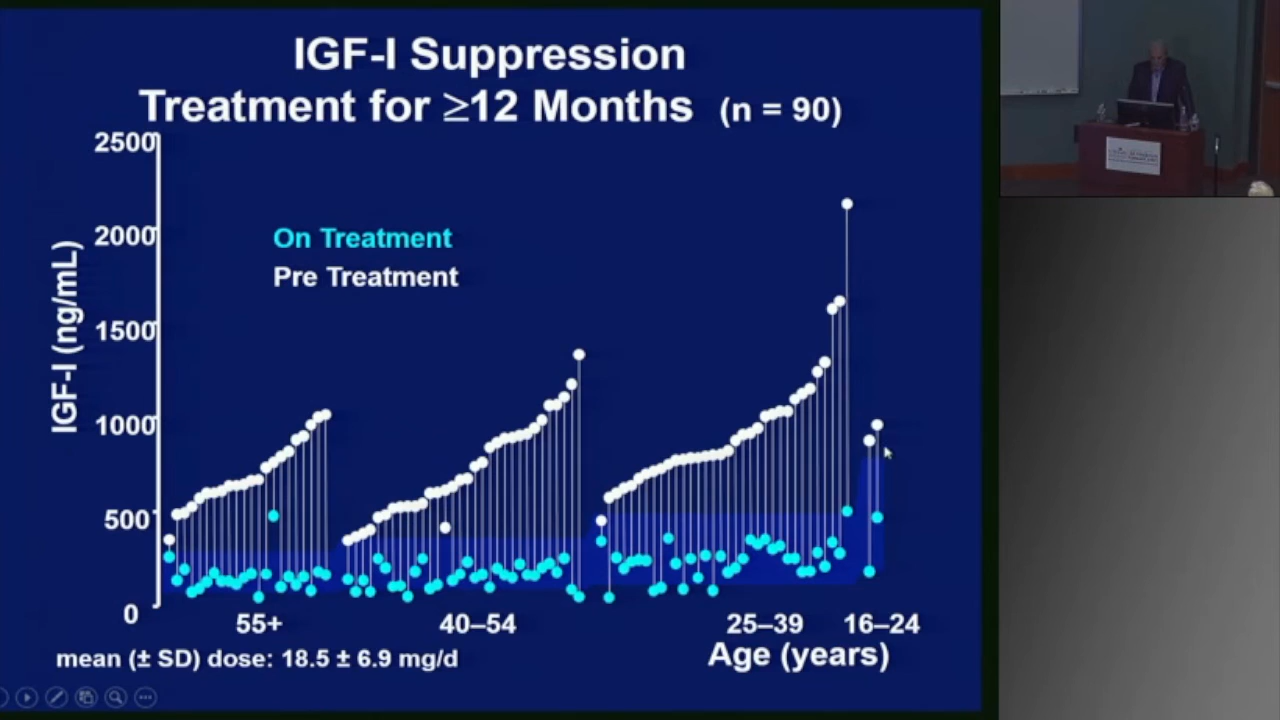 IGF-I Suppression
Treatment for ≥12 Months (n = 90)
2500
2000
1500
1000
500
0
IGF-I (ng/mL)
On Treatment
Pre Treatment
55+ 40–54 25–39 16–24
Age (years)
mean (± SD) dose: 18.5 ± 6.9 mg/d